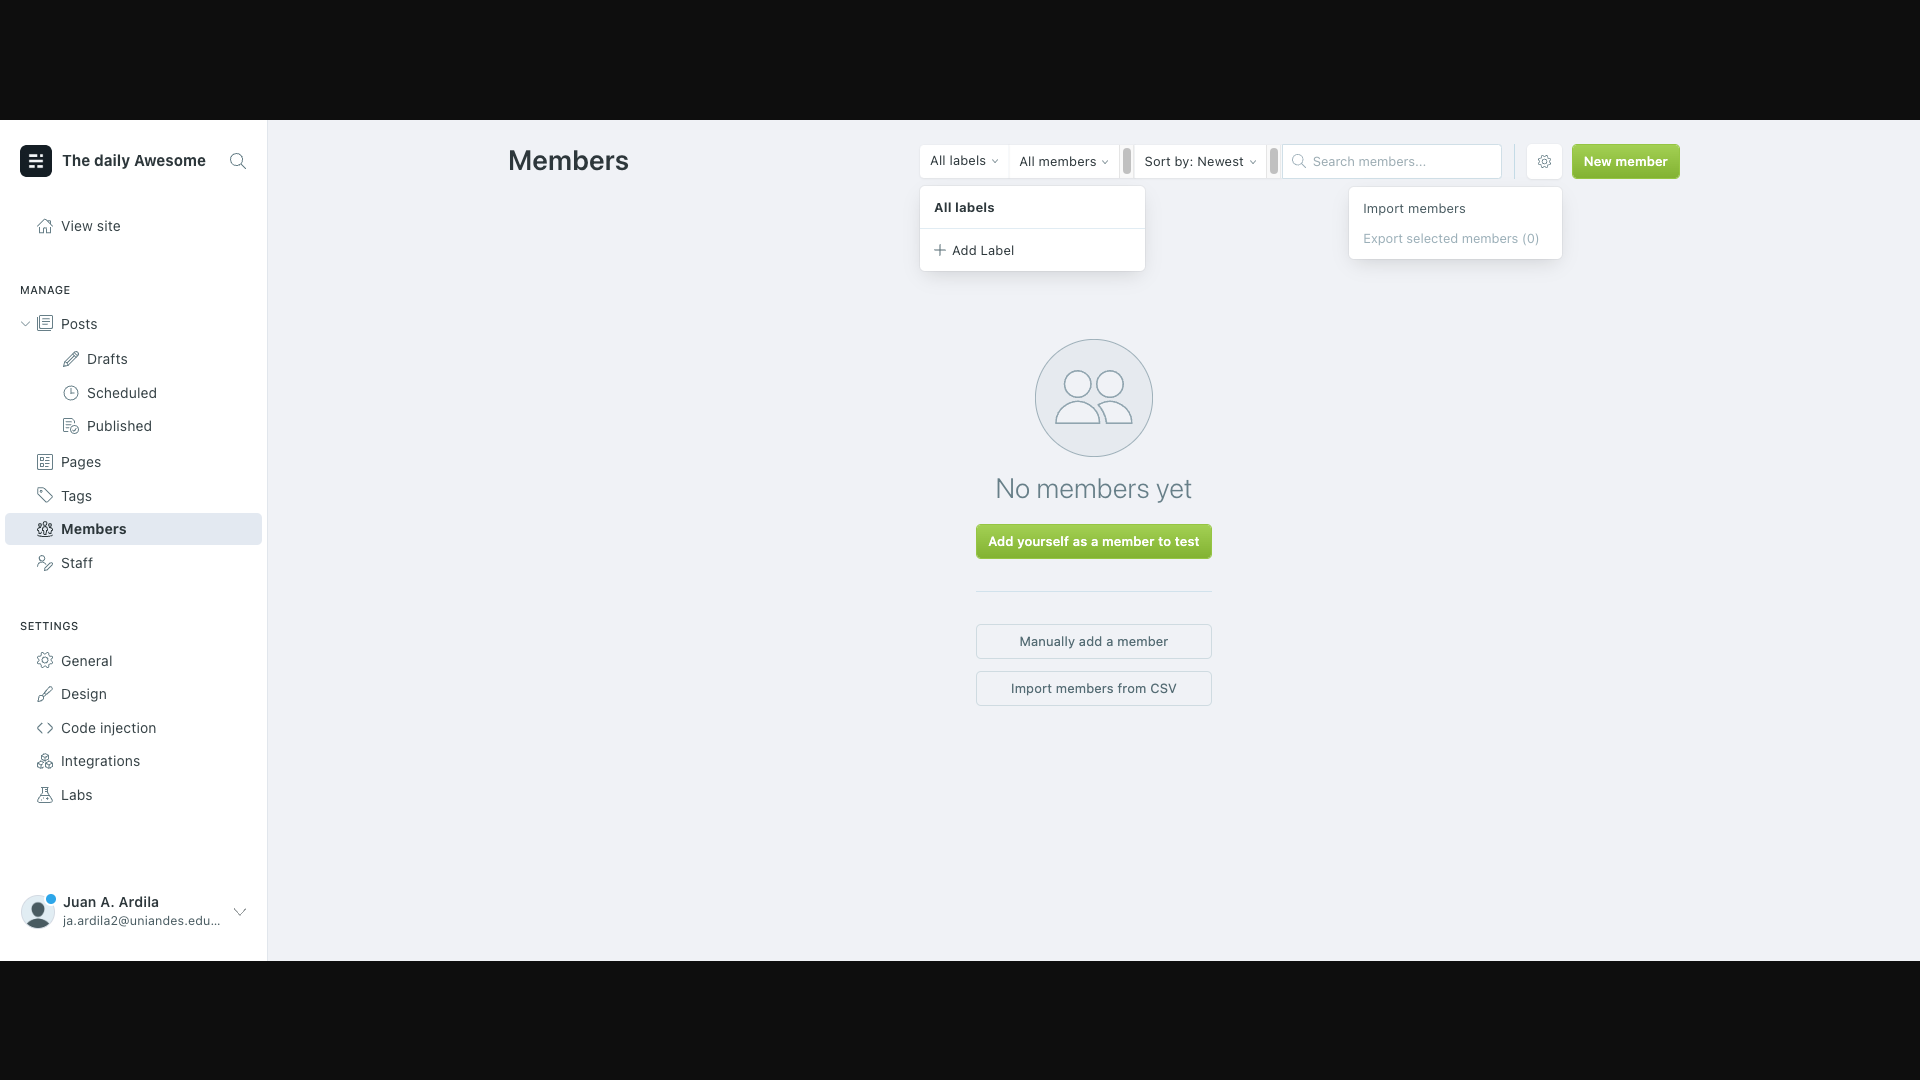 The daily Awesome
View site
MANAGE
Posts
Drafts
Scheduled
Published
Pages
Tags
Members
Staff
SETTINGS
General
Design
Code injection
Integrations
Labs
Juan A. Ardila
ja.ardila2@uniandes.edu...
Members
All labels
All members
Sort by: Newest
Search members...
New member
All labels
Add Label
Import members
Export selected members (0)
No members yet
Add yourself as a member to test
Manually add a member
Import members from CSV